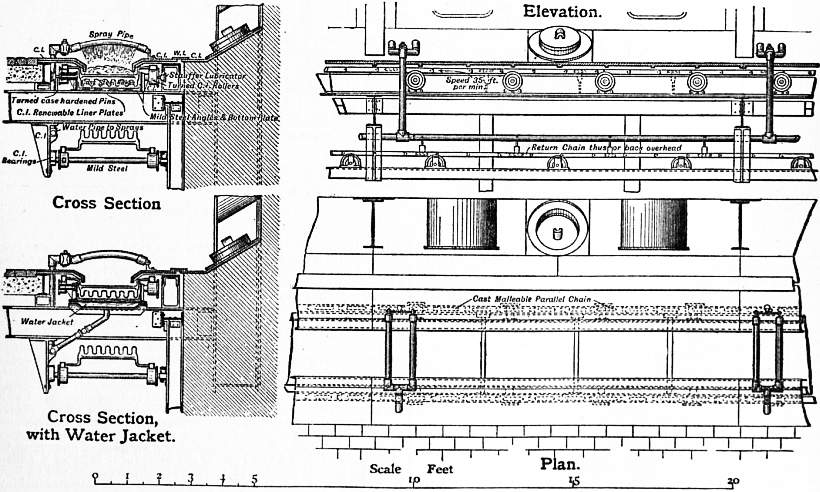 Elevation.
Spray Pipe
C.I.
C.I. W.I. C.I.
Stauffer Lubricator
Turned C.I. Rollers
Turned case hardened Pins
C.I. Renewable Liner Plates
Mild Steel Angles & Bottom Plate
Water Pipe to Sprays
C.I.
C.I.
Bearings
Mild Steel
Cross Section
Speed 35 ft.
per min.
Return Chain thus or back overhead
Water Jacket
Cross Section,
with Water Jacket.
Cast Malleable Parallel Chain
Plan.
Scale Feet
0 1 2 3 4 5 10 15 20